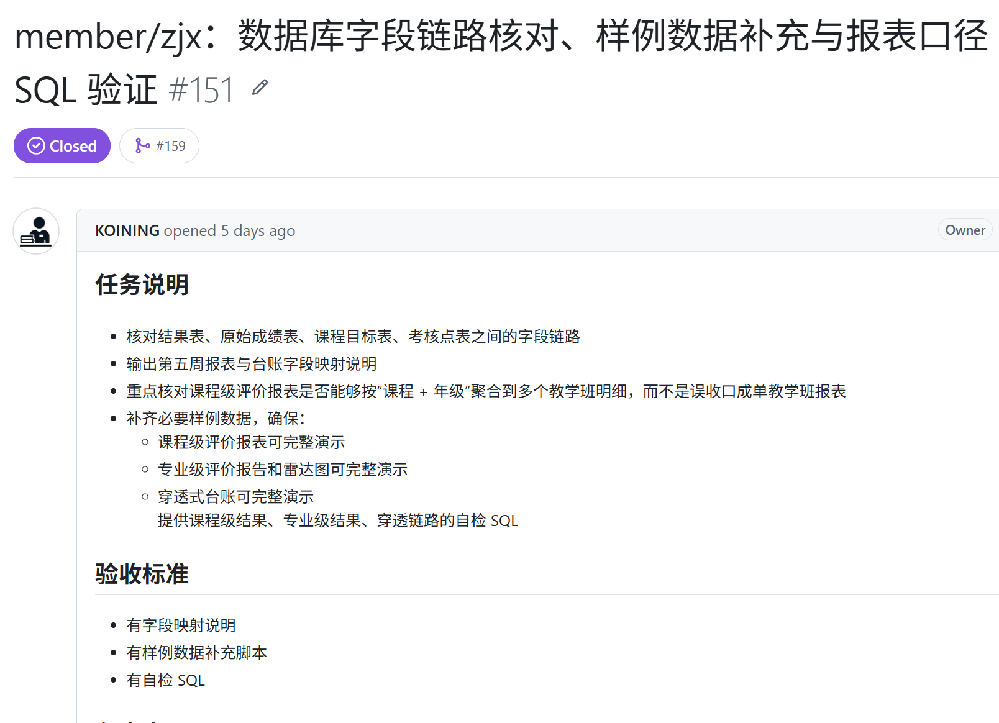 member/zjx：数据库字段链路核对、样例数据补充与报表口径
SQL 验证 #151
Closed
#159
KOINING opened 5 days ago
Owner
任务说明
核对结果表、原始成绩表、课程目标表、考核点表之间的字段链路
输出第五周报表与台账字段映射说明
重点核对课程级评价报表是否能够按“课程 + 年级”聚合到多个教学班明细，而不是误收口成单教学班报表
补齐必要样例数据，确保：
课程级评价报表可完整演示
专业级评价报告和雷达图可完整演示
穿透式台账可完整演示
提供课程级结果、专业级结果、穿透链路的自检 SQL
验收标准
有字段映射说明
有样例数据补充脚本
有自检 SQL